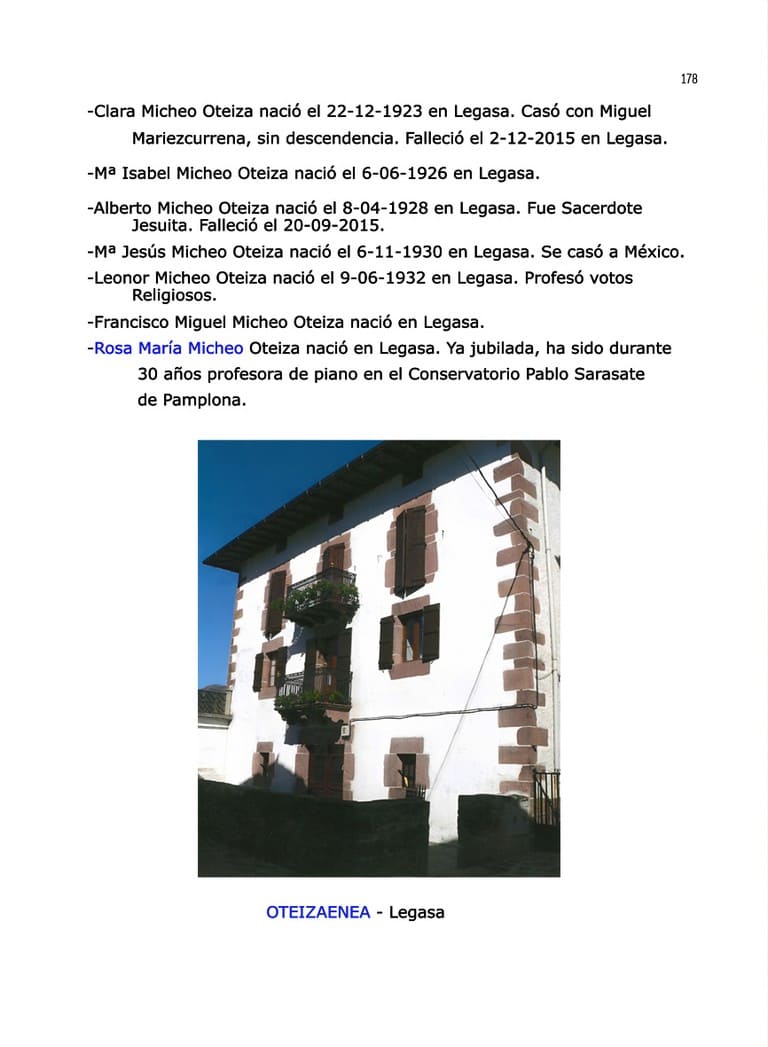 178
-Clara Micheo Oteiza nació el 22-12-1923 en Legasa. Casó con Miguel
Mariezcurrena, sin descendencia. Falleció el 2-12-2015 en Legasa.
-Mª Isabel Micheo Oteiza nació el 6-06-1926 en Legasa.
-Alberto Micheo Oteiza nació el 8-04-1928 en Legasa. Fue Sacerdote
Jesuita. Falleció el 20-09-2015.
-Mª Jesús Micheo Oteiza nació el 6-11-1930 en Legasa. Se casó a México.
-Leonor Micheo Oteiza nació el 9-06-1932 en Legasa. Profesó votos
Religiosos.
-Francisco Miguel Micheo Oteiza nació en Legasa.
-Rosa María Micheo Oteiza nació en Legasa. Ya jubilada, ha sido durante
30 años profesora de piano en el Conservatorio Pablo Sarasate
de Pamplona.
OTEIZAENEA - Legasa